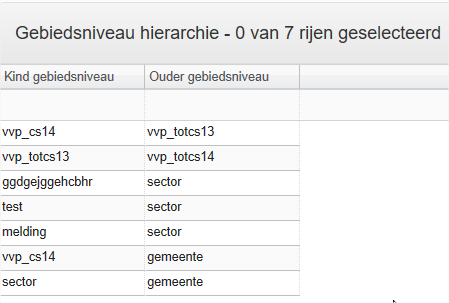 Gebiedsniveau hierarchie - 0 van 7 rijen geselecteerd
Kind gebiedsniveau Ouder gebiedsniveau
vvp_cs14 vvp_totcs13
vvp_totcs13 vvp_totcs14
ggdgejggehcbhr sector
test sector
melding sector
vvp_cs14 gemeente
sector gemeente